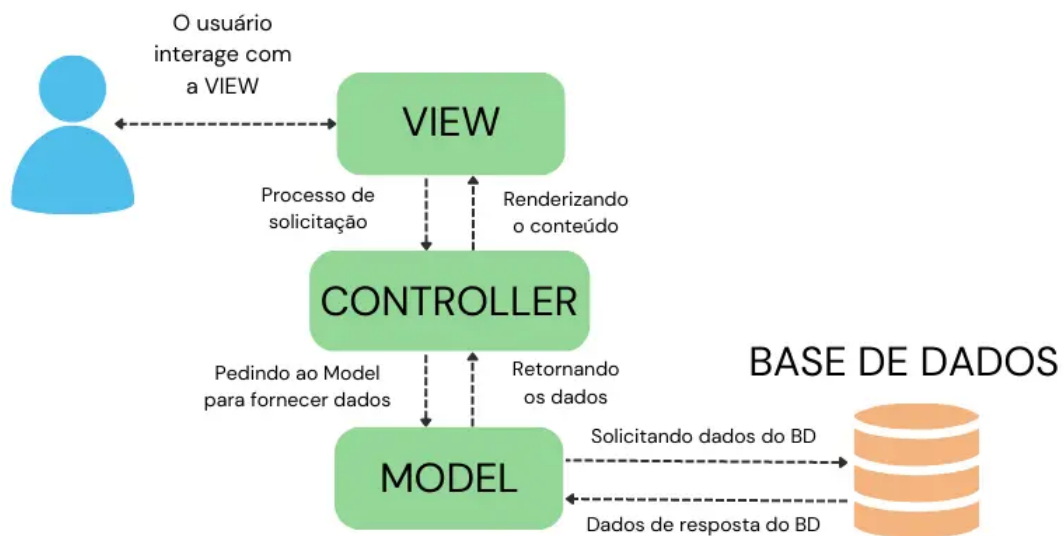 O usuário
interage com
a VIEW
VIEW
Processo de
solicitação
Renderizando
o conteúdo
CONTROLLER
Pedindo ao Model
para fornecer dados
Retornando
os dados
BASE DE DADOS
MODEL
Solicitando dados do BD
Dados de resposta do BD